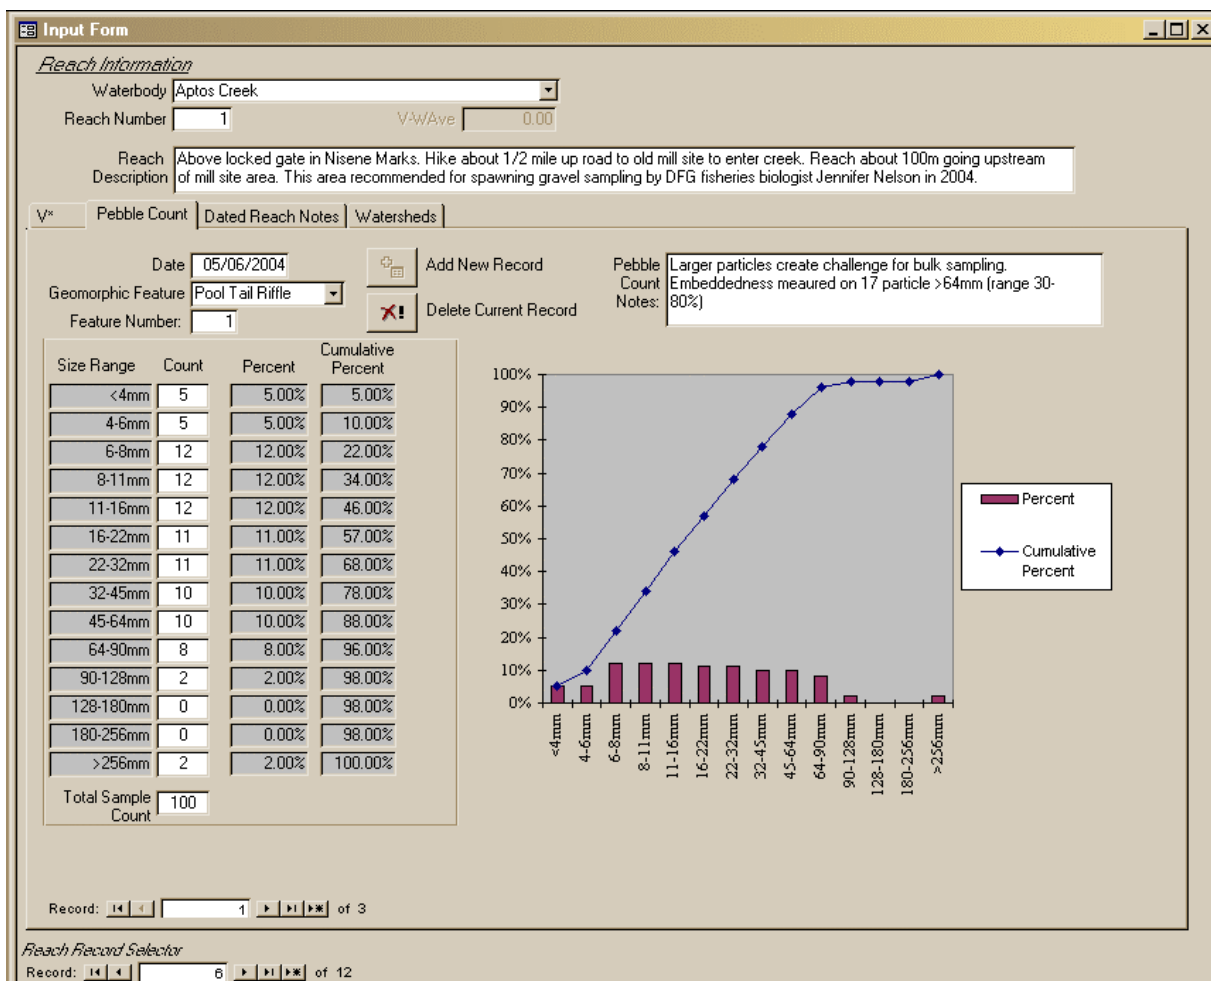 Input Form
Reach Information
Waterbody Aptos Creek
Reach Number 1 V-WAve 0.00
Reach Description Above locked gate in Nisene Marks. Hike about 1/2 mile up road to old mill site to enter creek. Reach about 100m going upstream
of mill site area. This area recommended for spawning gravel sampling by DFG fisheries biologist Jennifer Nelson in 2004.
V* Pebble Count Dated Reach Notes Watersheds
Date 05/06/2004 Add New Record
Geomorphic Feature Pool Tail Riffle
Feature Number: 1 Delete Current Record
Pebble Count Notes: Larger particles create challenge for bulk sampling.
Embeddedness meaured on 17 particle >64mm (range 30-
80%)
Size Range Count Percent Cumulative Percent
<4mm 5 5.00% 5.00%
4-6mm 5 5.00% 10.00%
6-8mm 12 12.00% 22.00%
8-11mm 12 12.00% 34.00%
11-16mm 12 12.00% 46.00%
16-22mm 11 11.00% 57.00%
22-32mm 11 11.00% 68.00%
32-45mm 10 10.00% 78.00%
45-64mm 10 10.00% 88.00%
64-90mm 8 8.00% 96.00%
90-128mm 2 2.00% 98.00%
128-180mm 0 0.00% 98.00%
180-256mm 0 0.00% 98.00%
>256mm 2 2.00% 100.00%
Total Sample Count 100
100%
90%
80%
70%
60%
50%
40%
30%
20%
10%
0%
<4mm 4-6mm 6-8mm 8-11mm 11-16mm 16-22mm 22-32mm 32-45mm 45-64mm 64-90mm 90-128mm 128-180mm 180-256mm >256mm
Percent
Cumulative
Percent
Record: 1 of 3
Reach Record Selector
Record: 6 of 12